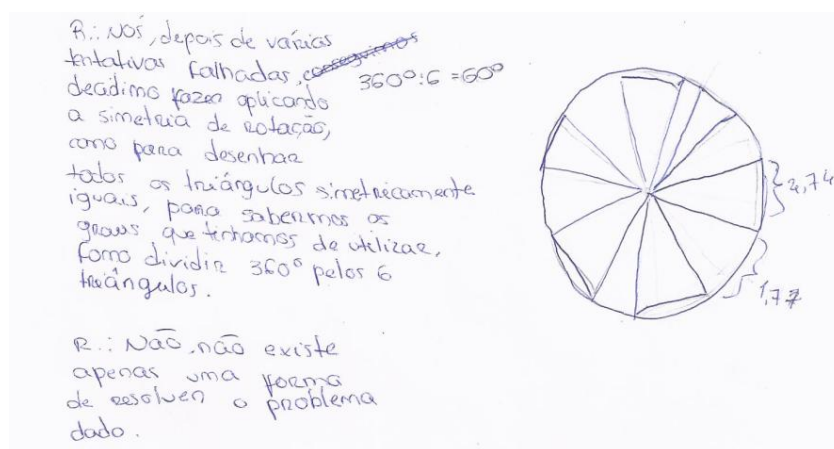 R.: Nós, depois de várias
tentativas falhadas, conseguimos
decidimo fazer aplicando
a simetria de rotação,
como para desenhar
todos os triângulos simetricamente
iguais, para sabermos os
graus que tinhamos de utilizar,
fomo dividir 360° pelos 6
triângulos.
360°:6 = 60°
2,74
1,77
R.: Não, não existe
apenas uma forma
de resolver o problema
dado.